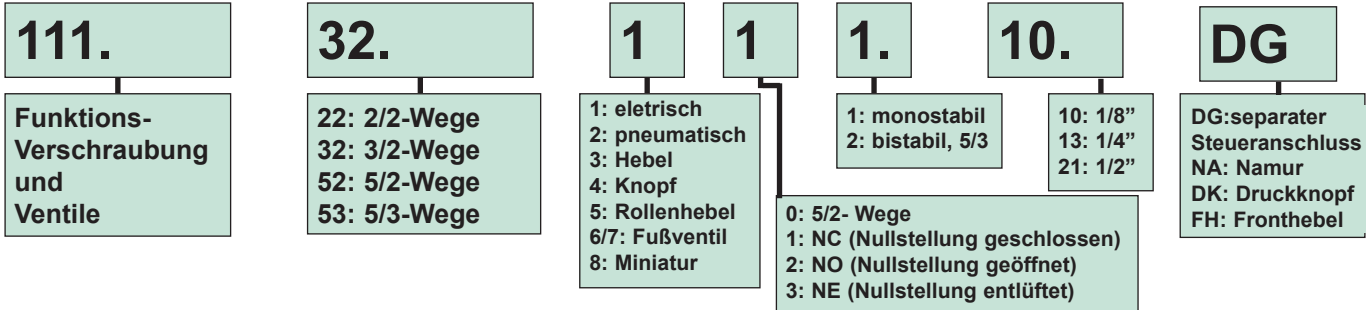 111.
32.
1
1
1.
10.
DG
Funktions-
Verschraubung
und
Ventile
22: 2/2-Wege
32: 3/2-Wege
52: 5/2-Wege
53: 5/3-Wege
1: eletrisch
2: pneumatisch
3: Hebel
4: Knopf
5: Rollenhebel
6/7: Fußventil
8: Miniatur
0: 5/2- Wege
1: NC (Nullstellung geschlossen)
2: NO (Nullstellung geöffnet)
3: NE (Nullstellung entlüftet)
1: monostabil
2: bistabil, 5/3
10: 1/8”
13: 1/4”
21: 1/2”
DG:separater
Steueranschluss
NA: Namur
DK: Druckknopf
FH: Fronthebel